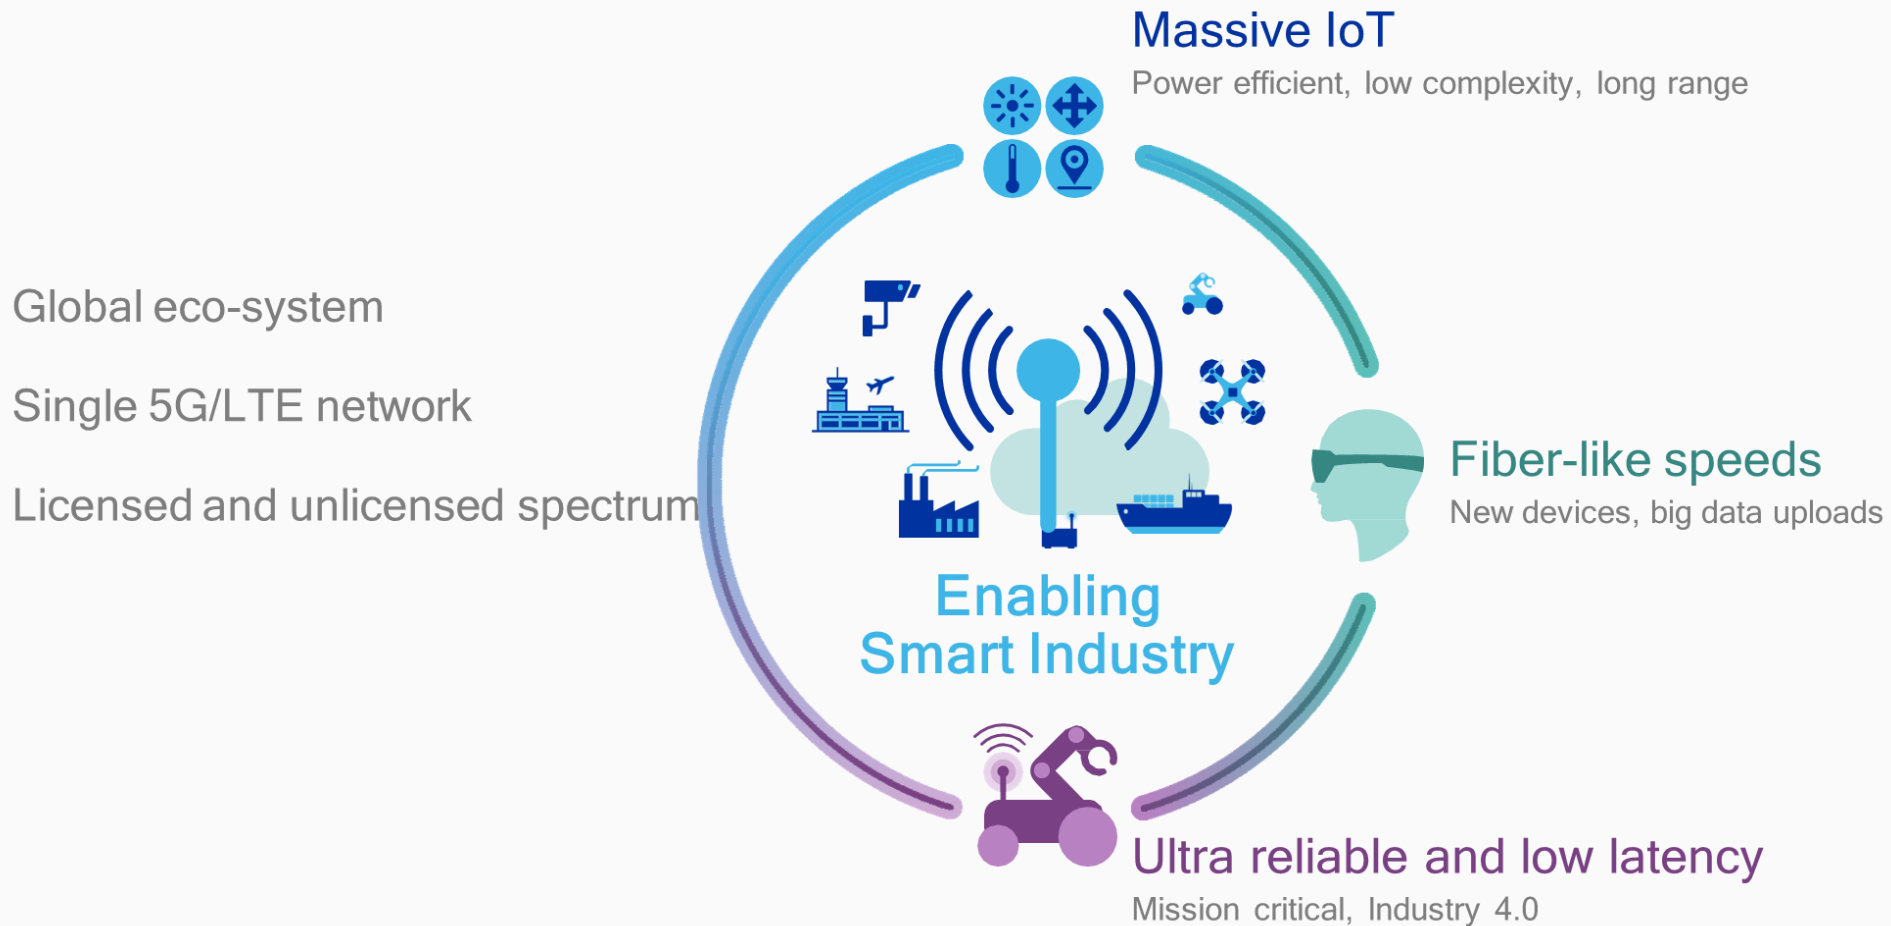 Massive IoT
Power efficient, low complexity, long range
Global eco-system
Single 5G/LTE network
Licensed and unlicensed spectrum
Fiber-like speeds
New devices, big data uploads
Enabling
Smart Industry
Ultra reliable and low latency
Mission critical, Industry 4.0